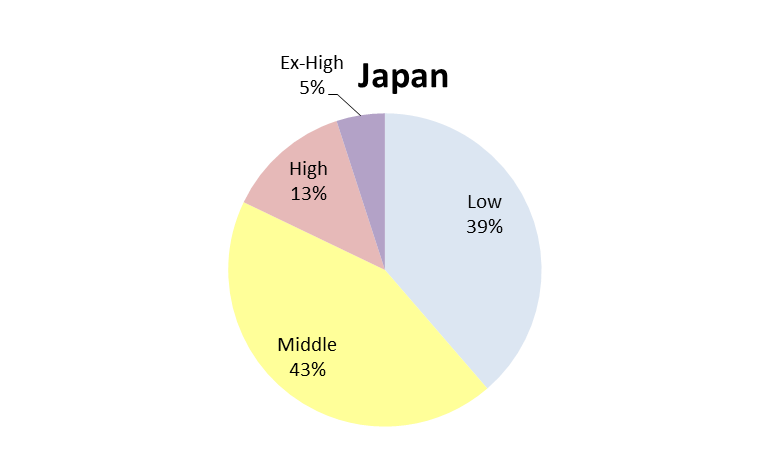 Japan
Ex-High
5%
High
13%
Low
39%
Middle
43%